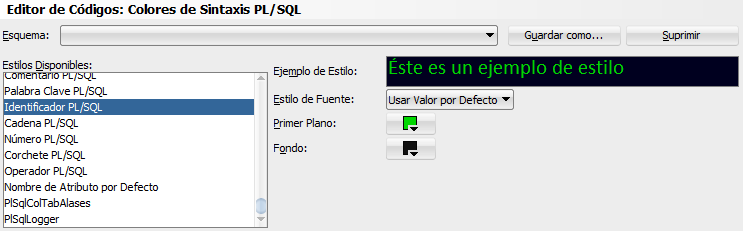 Editor de Códigos: Colores de Sintaxis PL/SQL
Esquema:
Guardar como...
Suprimir
Estilos Disponibles:
Comentario PL/SQL
Palabra Clave PL/SQL
Identificador PL/SQL
Cadena PL/SQL
Número PL/SQL
Corchete PL/SQL
Operador PL/SQL
Nombre de Atributo por Defecto
PlSqlColTabAlases
PlSqlLogger
Ejemplo de Estilo:
Éste es un ejemplo de estilo
Estilo de Fuente:
Usar Valor por Defecto
Primer Plano:
Fondo: